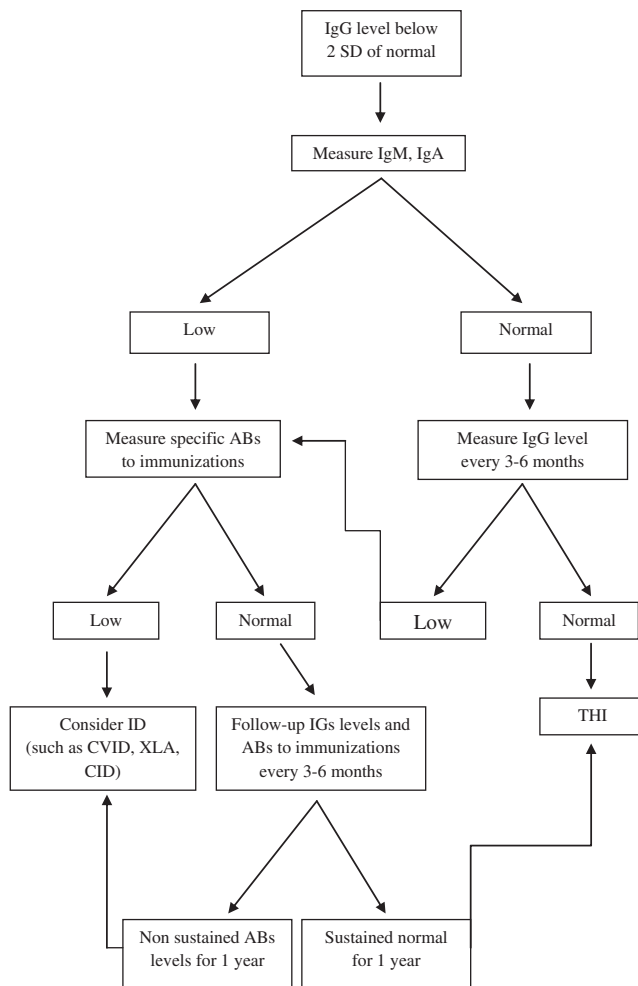 IgG level below
2 SD of normal
Measure IgM, IgA
Low
Normal
Measure specific ABs
to immunizations
Measure IgG level
every 3-6 months
Low
Normal
Low
Normal
Consider ID
(such as CVID, XLA,
CID)
Follow-up IGs levels and
ABs to immunizations
every 3-6 months
THI
Non sustained ABs
levels for 1 year
Sustained normal
for 1 year